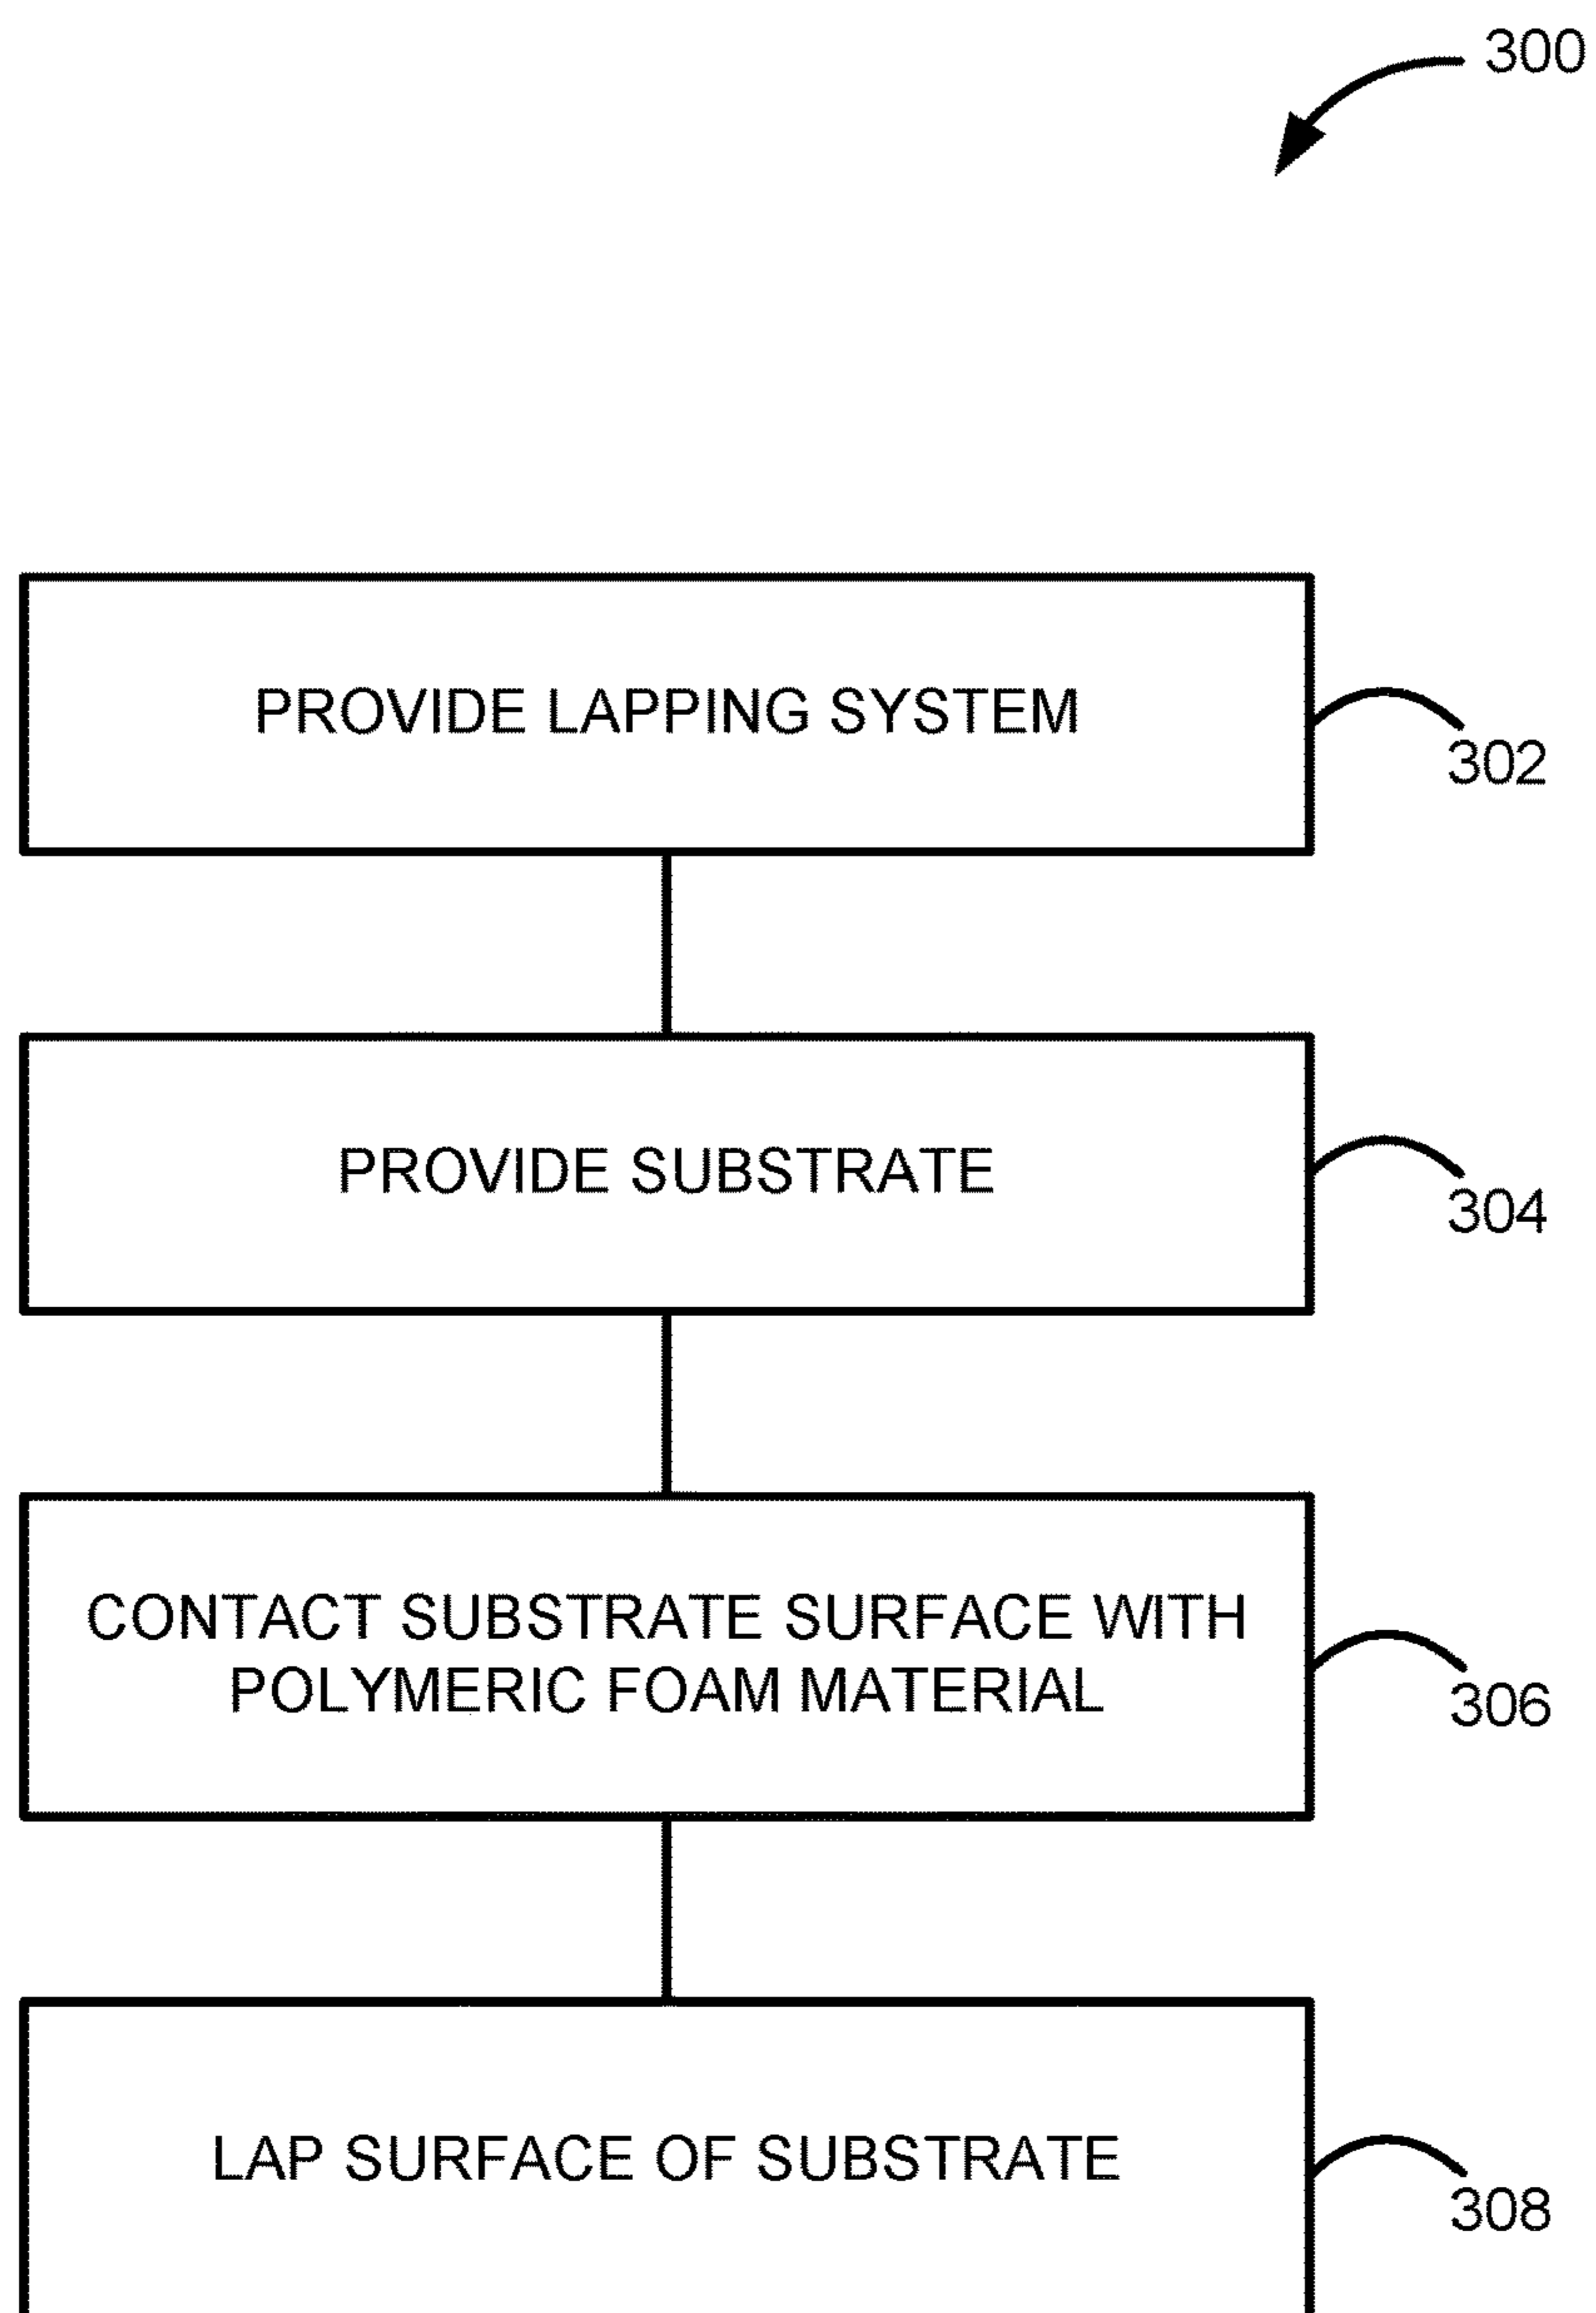 300
PROVIDE LAPPING SYSTEM
302
PROVIDE SUBSTRATE
304
CONTACT SUBSTRATE SURFACE WITH
POLYMERIC FOAM MATERIAL
306
LAP SURFACE OF SUBSTRATE
308